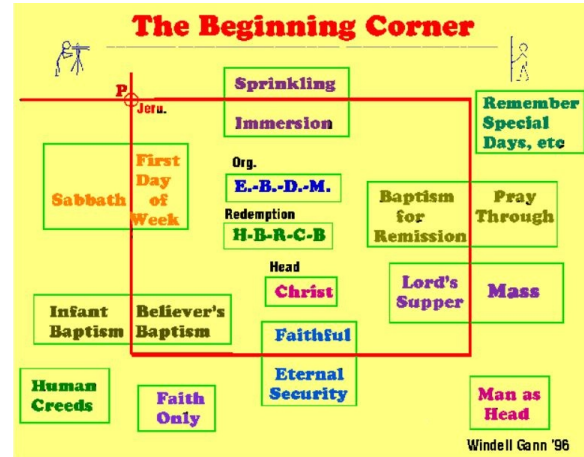 The Beginning Corner
P.
Jeru.
Sprinkling
Immersion
Remember
Special
Days, etc
Sabbath
First
Day
of
Week
Org.
E.-B.-D.-M.
Redemption
H-B-R-C-B
Head
Christ
Baptism
for
Remission
Pray
Through
Lord's
Supper
Mass
Infant
Baptism
Believer's
Baptism
Faithful
Eternal
Security
Human
Creeds
Faith
Only
Man as
Head
Windell Gann '96